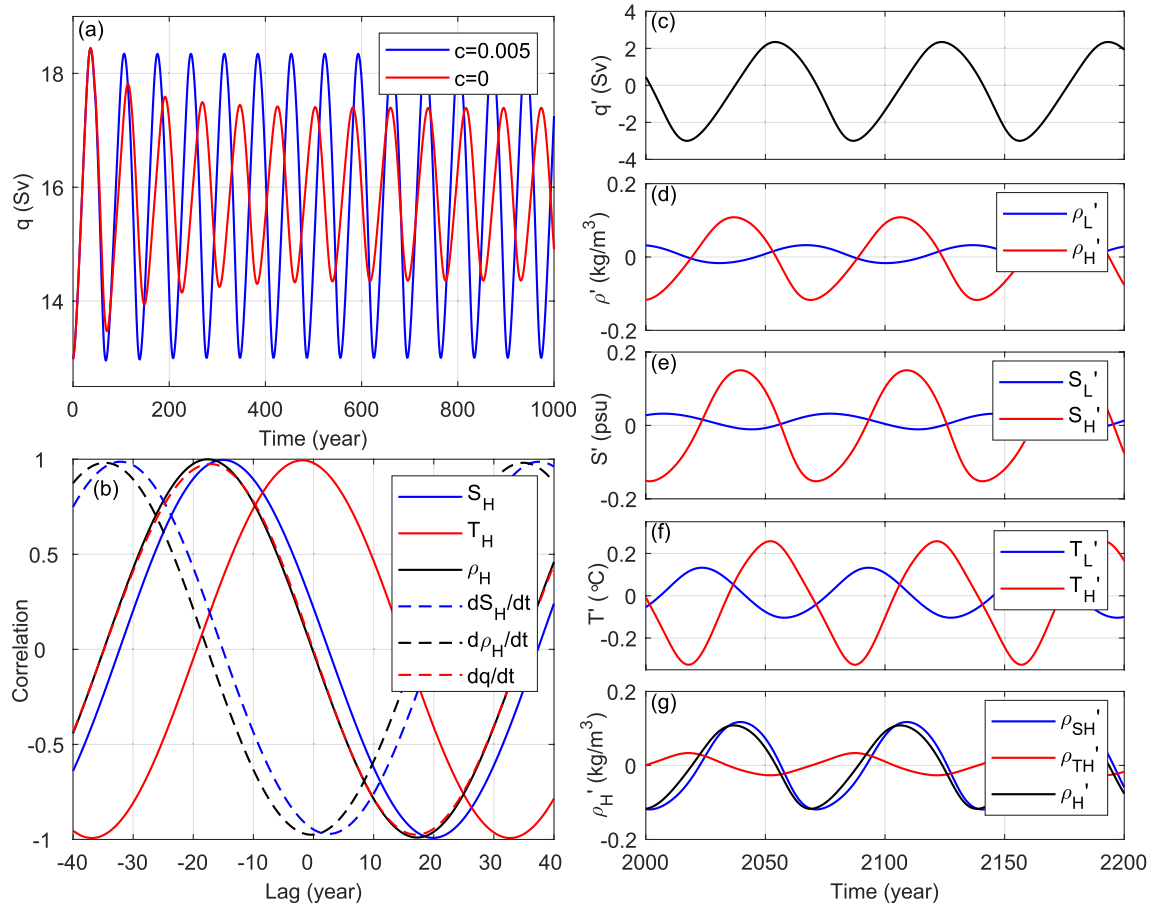 (a)
c=0.005
c=0
18
16
14
q (Sv)
0 200 400 600 800 1000
Time (year)
(b)
S_H
T_H
ρ_H
dS_H/dt
dρ_H/dt
dq/dt
1
0.5
0
-0.5
-1
Correlation
-40 -30 -20 -10 0 10 20 30 40
Lag (year)
(c)
4
2
0
-2
-4
q' (Sv)
(d)
ρ_L'
ρ_H'
0.2
0
-0.2
ρ' (kg/m³)
(e)
S_L'
S_H'
0.2
0
-0.2
S' (psu)
(f)
T_L'
T_H'
0.2
0
-0.2
T' (°C)
(g)
ρ_SH'
ρ_TH'
ρ_H'
0.2
0
-0.2
ρ_H' (kg/m³)
2000 2050 2100 2150 2200
Time (year)